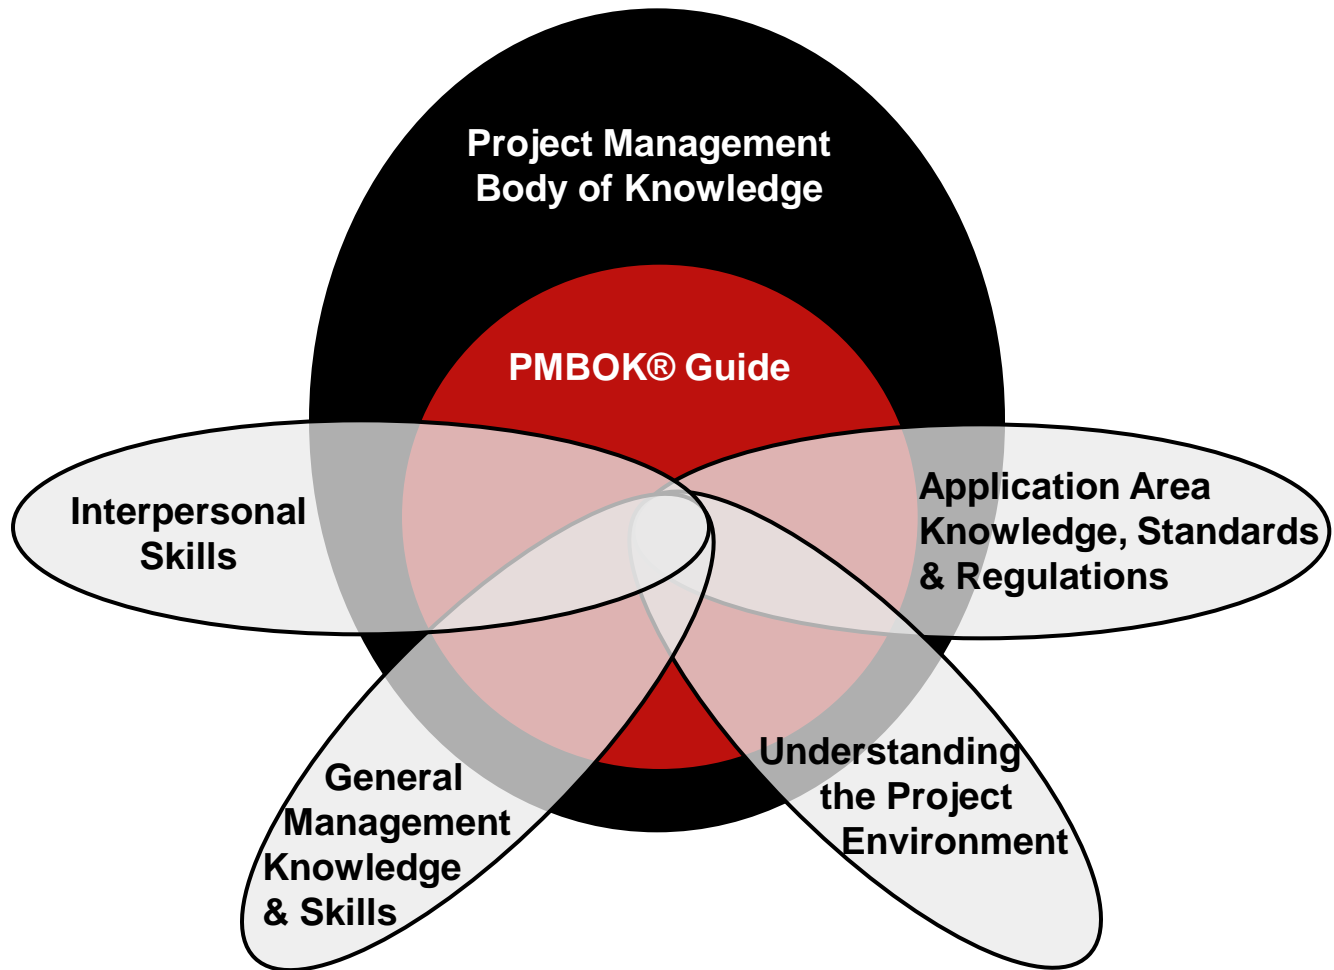 Project Management
Body of Knowledge
PMBOK® Guide
Interpersonal
Skills
Application Area
Knowledge, Standards
& Regulations
General
Management
Knowledge
& Skills
Understanding
the Project
Environment